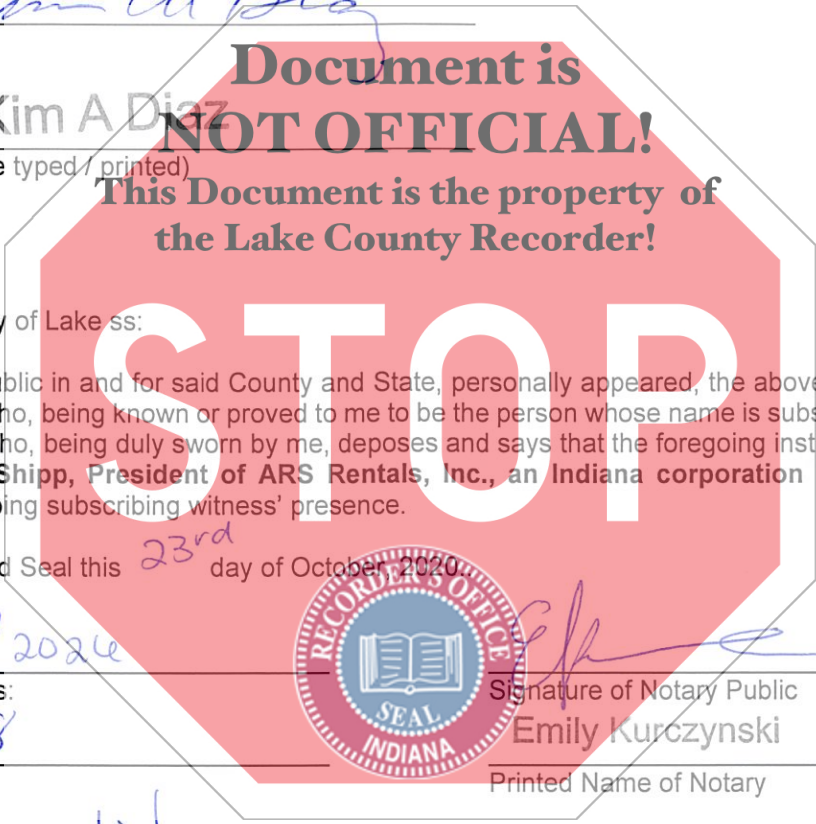 Document is
Kim A Diaz
NOT OFFICIAL!
typed / printed)
This Document is the property of
the Lake County Recorder!
of Lake ss:
STOP
blic in and for said County and State, personally appeared, the above
ho, being known or proved to me to be the person whose name is subs
ho, being duly sworn by me, deposes and says that the foregoing inst
Shipp, President of ARS Rentals, Inc., an Indiana corporation
ing subscribing witness' presence.
d Seal this 23rd day of October, 2020..
RECORDER'S OFFICE
SEAL
INDIANA
2026
s:
8
Signature of Notary Public
Emily Kurczynski
Printed Name of Notary